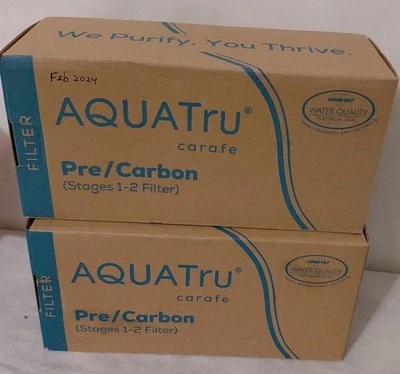 We Purify. You Thrive.
Feb 2024
FILTER
AQUATru®
carafe
Pre/Carbon
(Stages 1-2 Filter)
WATER QUALITY
FILTER
AQUATru®
carafe
Pre/Carbon
(Stages 1-2 Filter)
WATER QUALITY